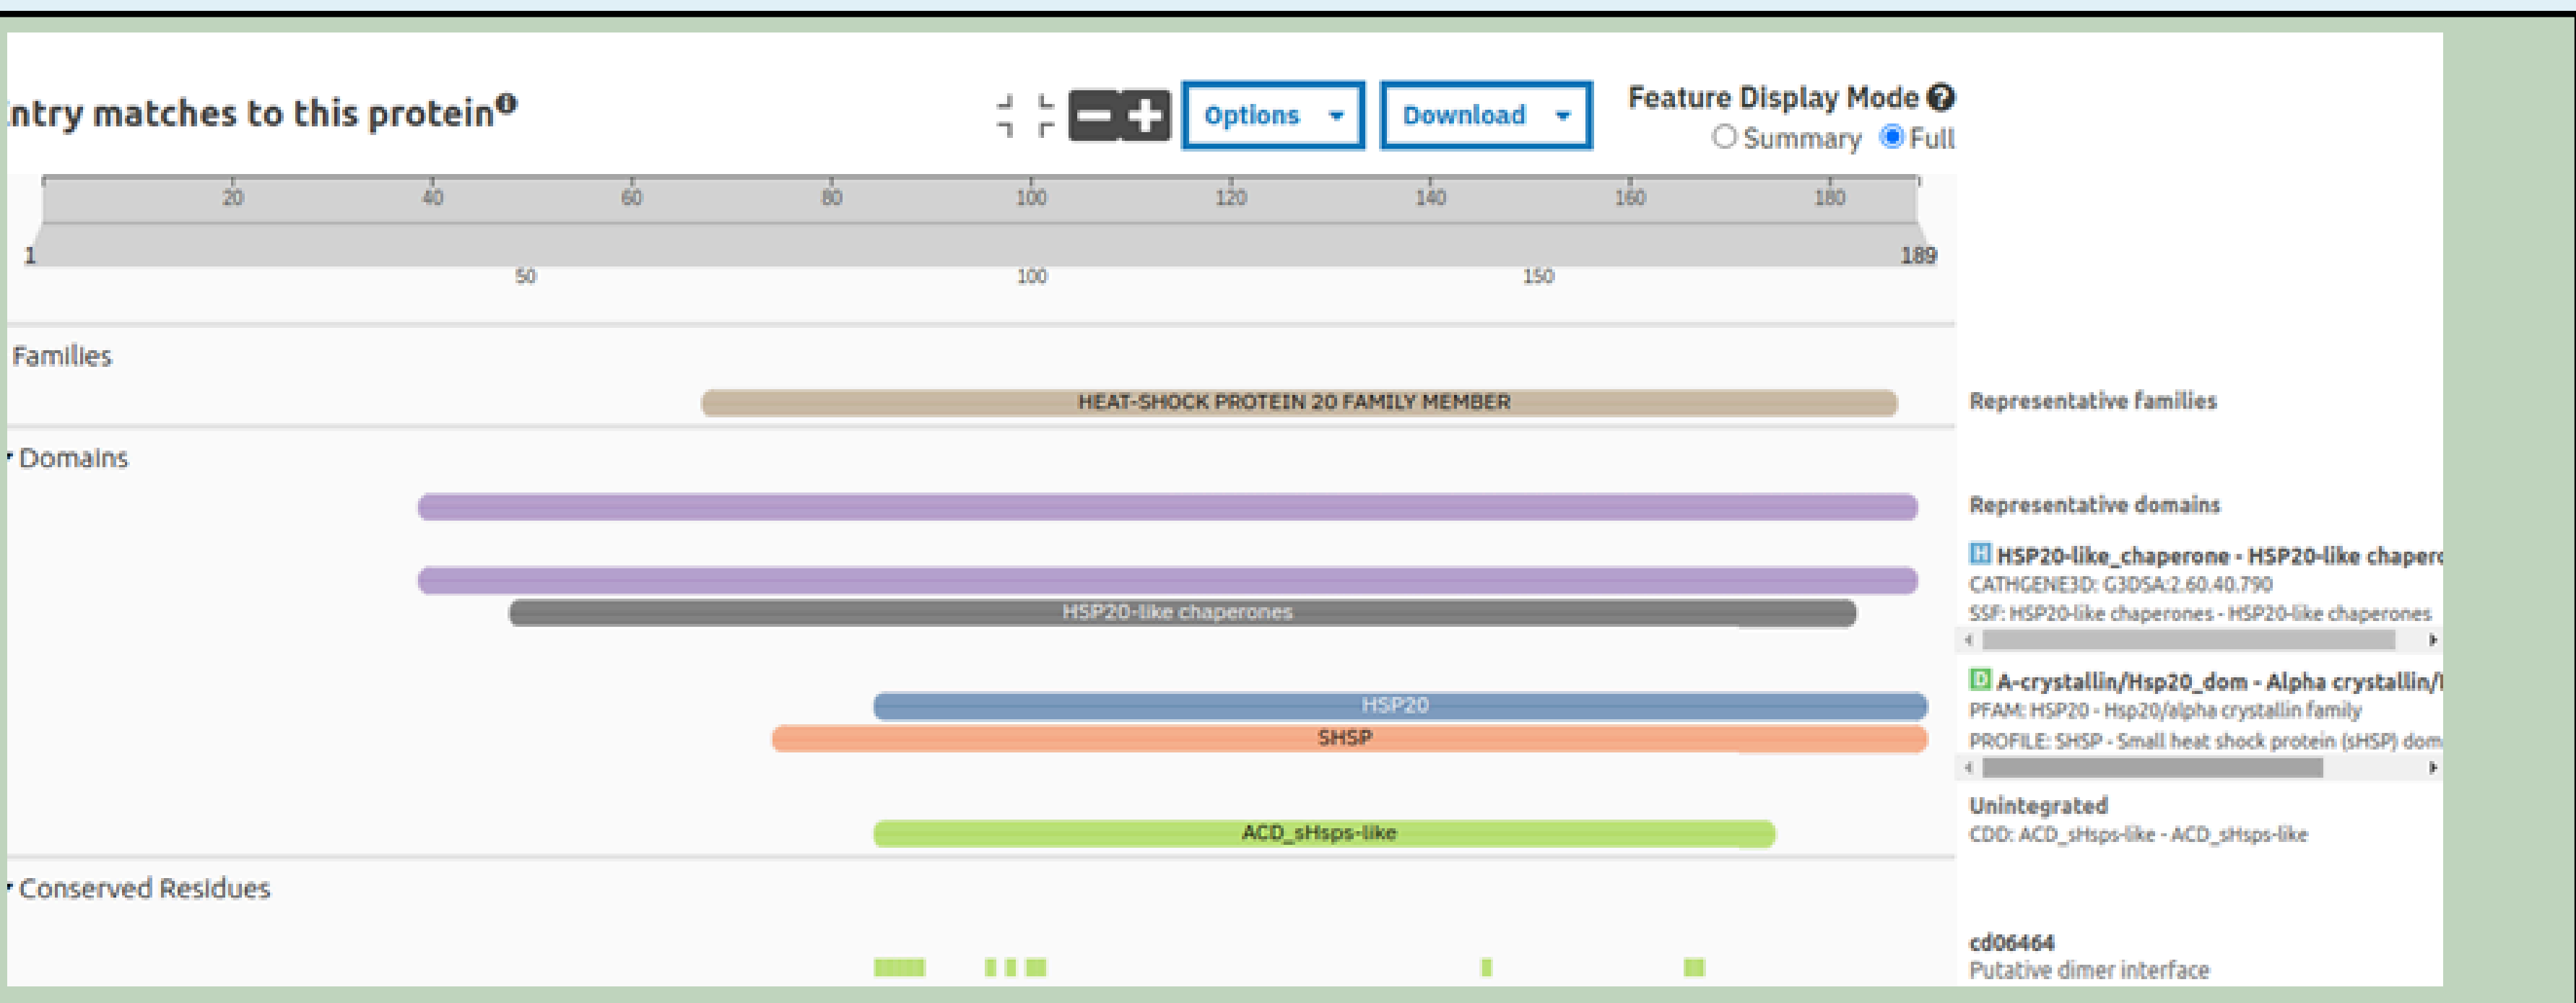 ntry matches to this protein
Options
Download
Feature Display Mode
Summary Full
20 40 60 80 100 120 140 160 180
1 189
50 100 150
Families
HEAT-SHOCK PROTEIN 20 FAMILY MEMBER
Representative families
Domains
Representative domains
H HSP20-like_chaperone - HSP20-like chapero
CATHGENE3D: G3DSA:2.60.40.790
HSP20-like chaperones
SSF: HSP20-like chaperones - HSP20-like chaperones
D A-crystallin/Hsp20_dom - Alpha crystallin/
HSP20
PFAM: HSP20 - Hsp20/alpha crystallin family
SHSP
PROFILE: SHSP - Small heat shock protein (sHSP) dom
Unintegrated
ACD_sHsps-like
CDD: ACD_sHsps-like - ACD_sHsps-like
Conserved Residues
cd06464
Putative dimer interface